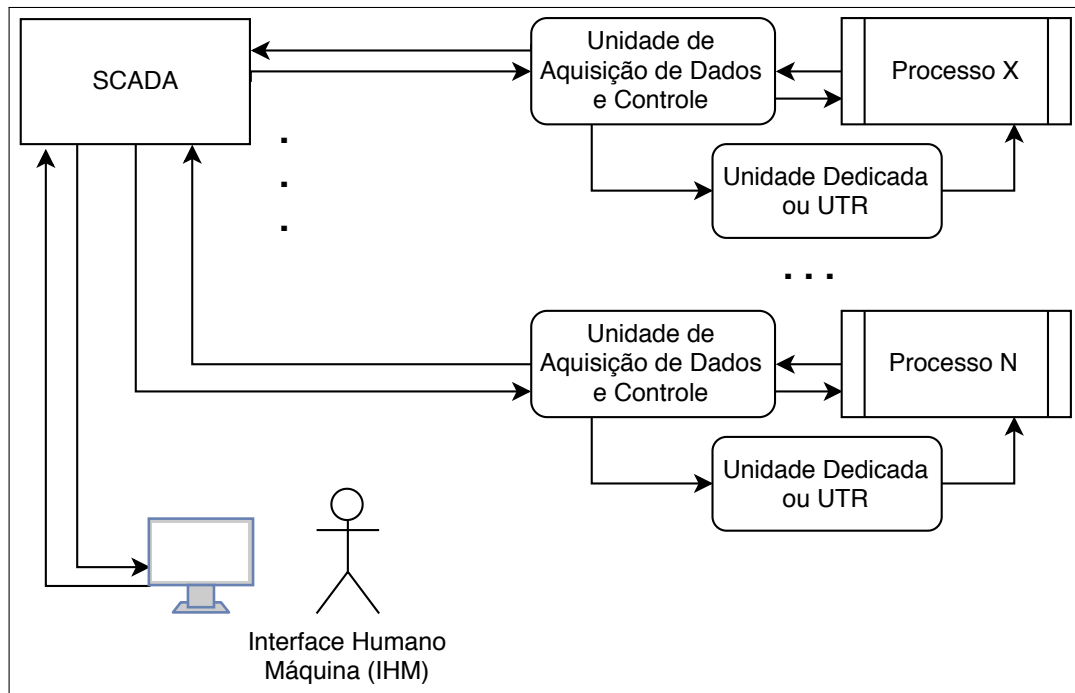 SCADA
Unidade de
Aquisição de Dados
e Controle
Processo X
Unidade Dedicada
ou UTR
. . .
Unidade de
Aquisição de Dados
e Controle
Processo N
Unidade Dedicada
ou UTR
Interface Humano
Máquina (IHM)